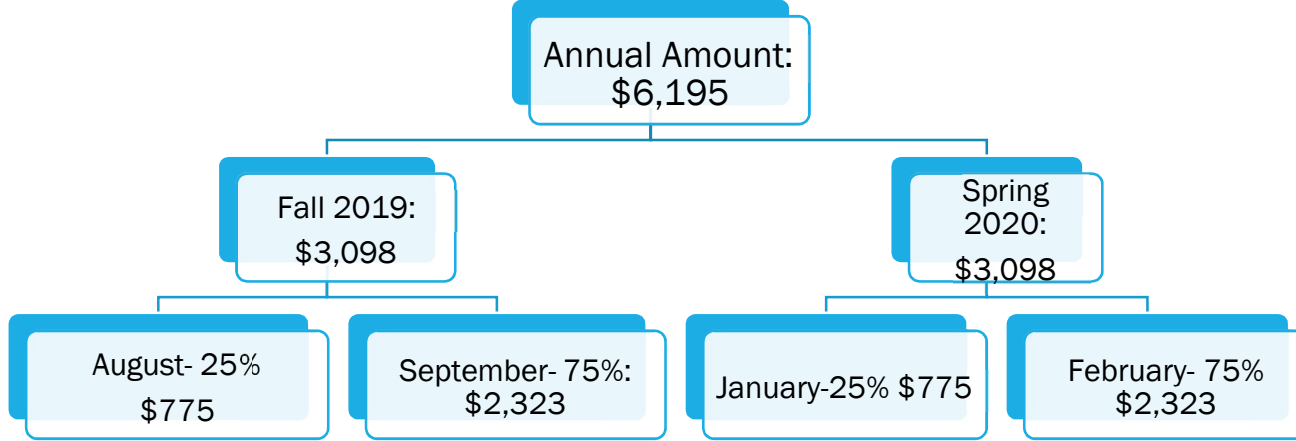 Annual Amount:
$6,195
Fall 2019:
$3,098
Spring
2020:
$3,098
August- 25%
$775
September- 75%:
$2,323
January-25% $775
February- 75%
$2,323